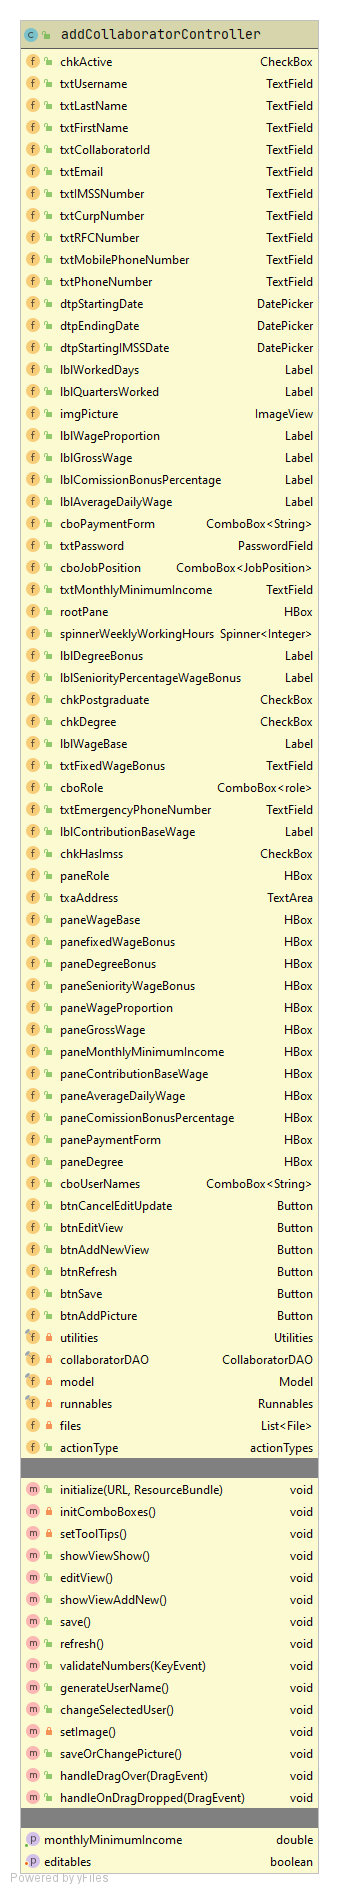 c addCollaboratorController
f chkActive CheckBox
f txtUsername TextField
f txtLastName TextField
f txtFirstName TextField
f txtCollaboratorId TextField
f txtEmail TextField
f txtIMSSNumber TextField
f txtCurpNumber TextField
f txtRFCNumber TextField
f txtMobilePhoneNumber TextField
f txtPhoneNumber TextField
f dtpStartingDate DatePicker
f dtpEndingDate DatePicker
f dtpStartingIMSSDate DatePicker
f lblWorkedDays Label
f lblQuartersWorked Label
f imgPicture ImageView
f lblWageProportion Label
f lblGrossWage Label
f lblComissionBonusPercentage Label
f lblAverageDailyWage Label
f cboPaymentForm ComboBox<String>
f txtPassword PasswordField
f cboJobPosition ComboBox<JobPosition>
f txtMonthlyMinimumIncome TextField
f rootPane HBox
f spinnerWeeklyWorkingHours Spinner<Integer>
f lblDegreeBonus Label
f lblSeniorityPercentageWageBonus Label
f chkPostgraduate CheckBox
f chkDegree CheckBox
f lblWageBase Label
f txtFixedWageBonus TextField
f cboRole ComboBox<role>
f txtEmergencyPhoneNumber TextField
f lblContributionBaseWage Label
f chkHasImss CheckBox
f paneRole HBox
f txaAddress TextArea
f paneWageBase HBox
f panefixedWageBonus HBox
f paneDegreeBonus HBox
f paneSeniorityWageBonus HBox
f paneWageProportion HBox
f paneGrossWage HBox
f paneMonthlyMinimumIncome HBox
f paneContributionBaseWage HBox
f paneAverageDailyWage HBox
f paneComissionBonusPercentage HBox
f panePaymentForm HBox
f paneDegree HBox
f cboUserNames ComboBox<String>
f btnCancelEditUpdate Button
f btnEditView Button
f btnAddNewView Button
f btnRefresh Button
f btnSave Button
f btnAddPicture Button
f utilities Utilities
f collaboratorDAO CollaboratorDAO
f model Model
f runnables Runnables
f files List<File>
f actionType actionTypes
m initialize(URL, ResourceBundle) void
m initComboBoxes() void
m setToolTips() void
m showViewShow() void
m editView() void
m showViewAddNew() void
m save() void
m refresh() void
m validateNumbers(KeyEvent) void
m generateUserName() void
m changeSelectedUser() void
m setImage() void
m saveOrChangePicture() void
m handleDragOver(DragEvent) void
m handleOnDragDropped(DragEvent) void
p monthlyMinimumIncome double
p editables boolean
Powered by yFiles